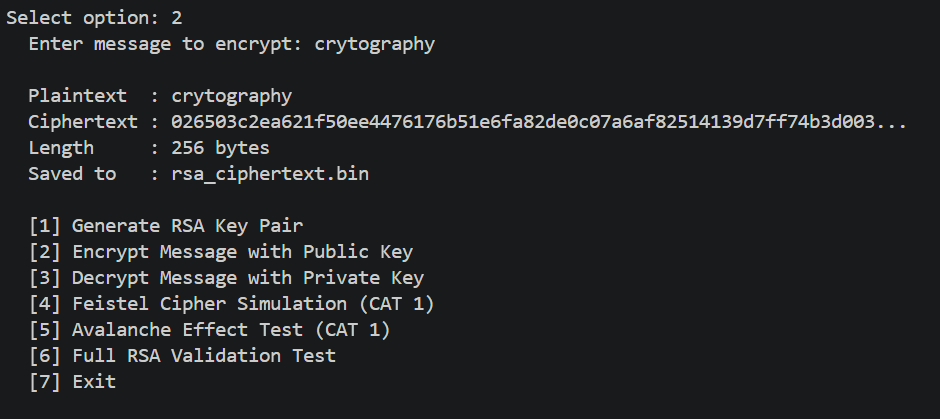 Select option: 2
Enter message to encrypt: crytography
Plaintext : crytography
Ciphertext : 026503c2ea621f50ee4476176b51e6fa82de0c07a6af82514139d7ff74b3d003...
Length : 256 bytes
Saved to : rsa_ciphertext.bin
[1] Generate RSA Key Pair
[2] Encrypt Message with Public Key
[3] Decrypt Message with Private Key
[4] Feistel Cipher Simulation (CAT 1)
[5] Avalanche Effect Test (CAT 1)
[6] Full RSA Validation Test
[7] Exit